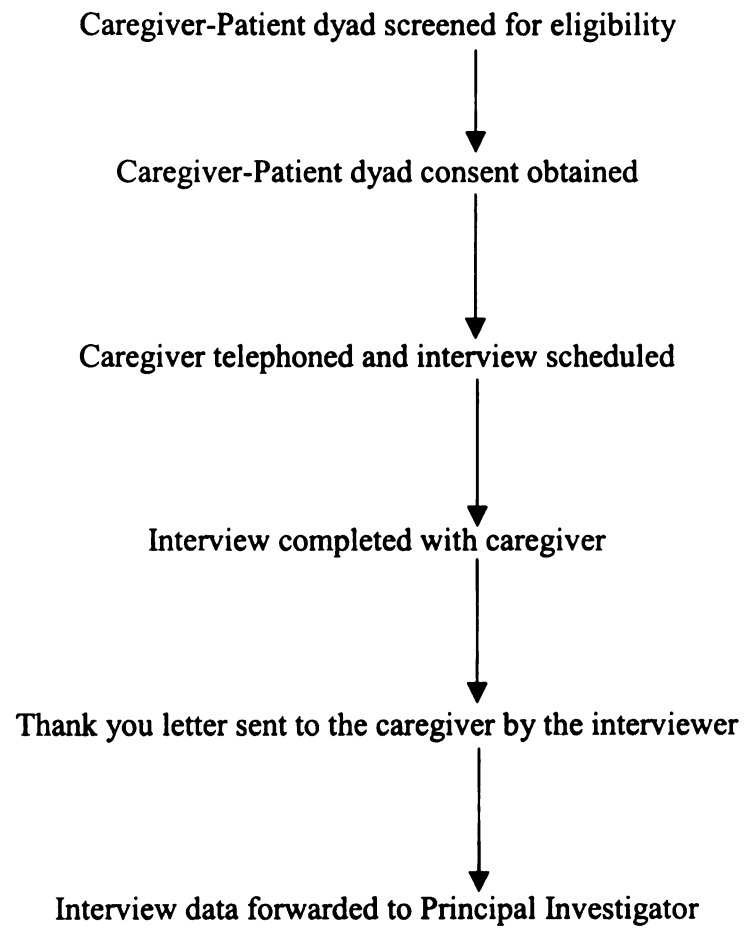 Caregiver-Patient dyad screened for eligibility
Caregiver-Patient dyad consent obtained
Caregiver telephoned and interview scheduled
Interview completed with caregiver
Thank you letter sent to the caregiver by the interviewer
Interview data forwarded to Principal Investigator